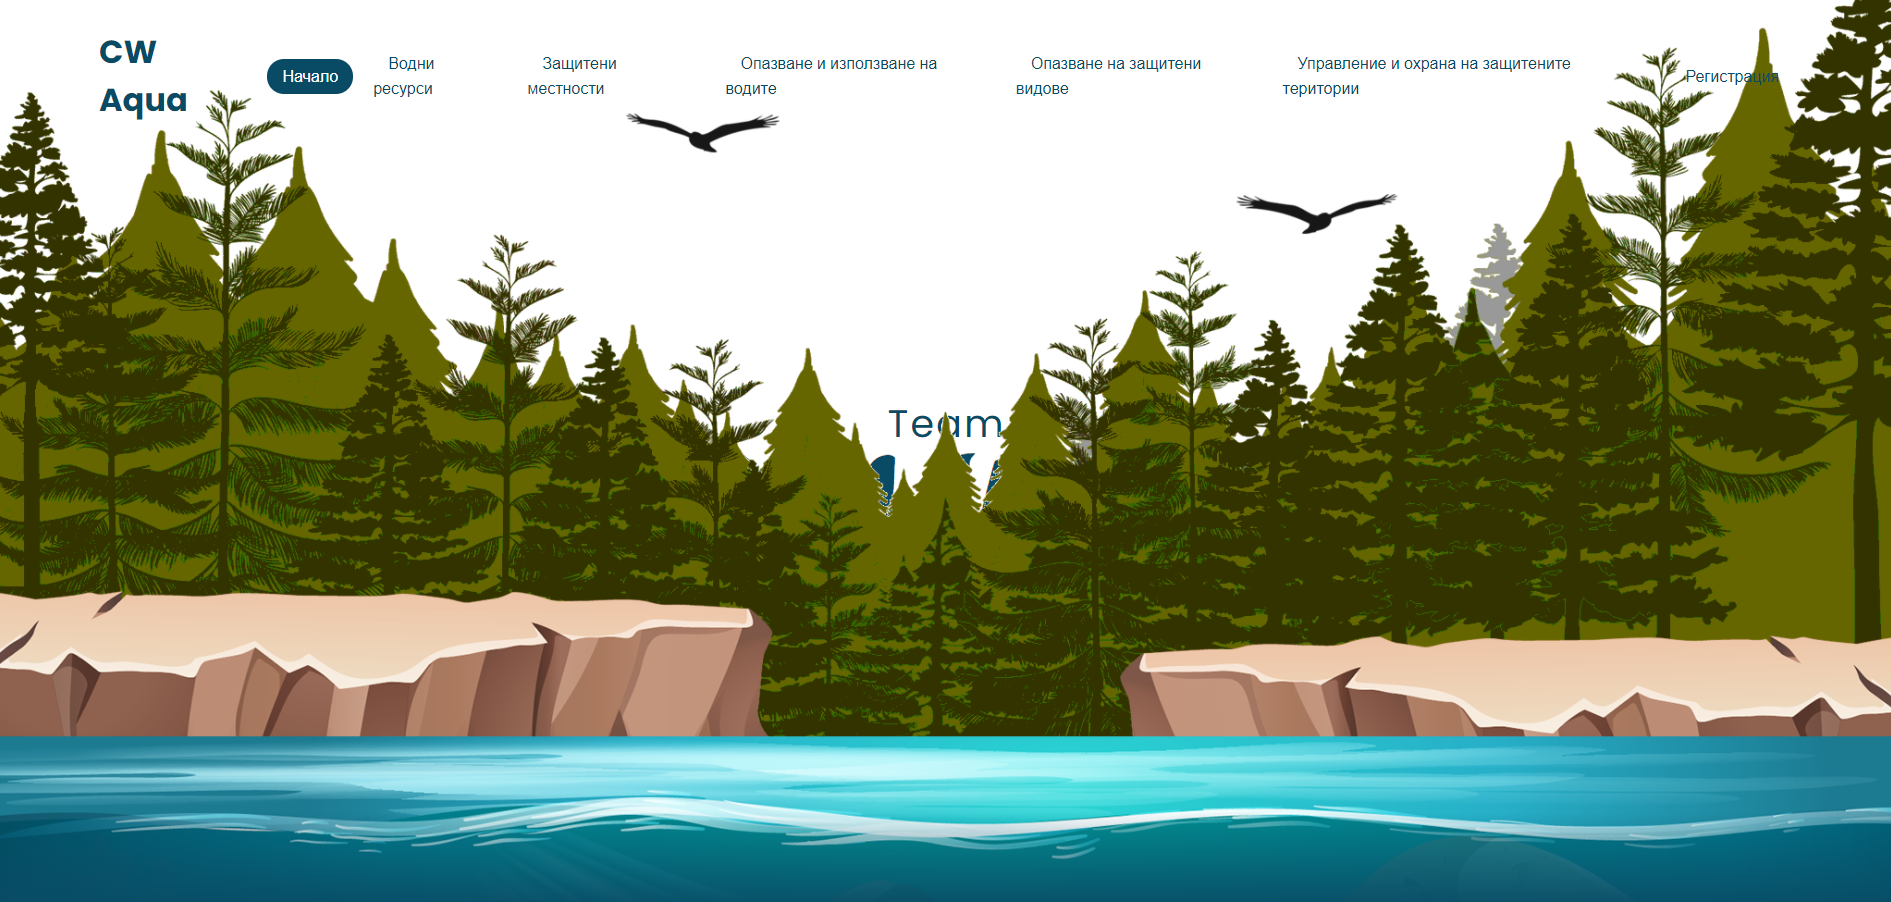 CW
Aqua
Начало
Водни
ресурси
Защитени
местности
Опазване и използване на
водите
Опазване на защитени
видове
Управление и охрана на защитените
територии
Регистрация
Team